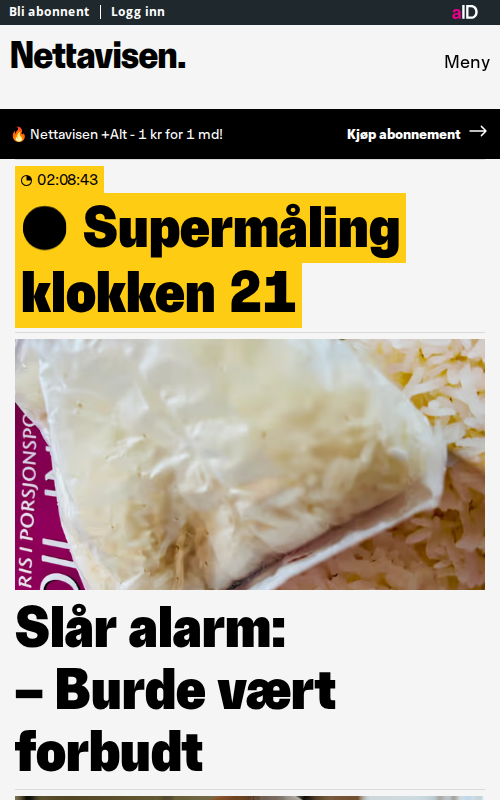 Bli abonnent
Logg inn
aID
Nettavisen.
Meny
🔥 Nettavisen +Alt - 1 kr for 1 md!
Kjøp abonnement →
02:08:43
Supermåling
klokken 21
RIS I PORSJONSPO
Slår alarm:
– Burde vært
forbudt